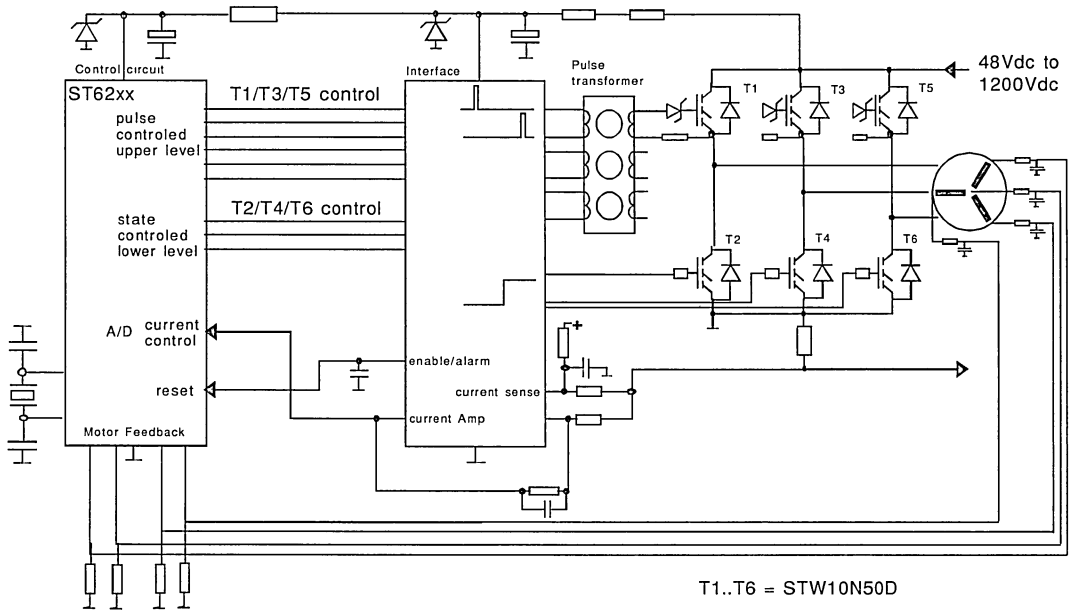 Control circuit
Interface
Pulse
transformer
48Vdc to
1200Vdc
ST62xx
T1/T3/T5 control
T1
T3
T5
pulse
controled
upper level
T2/T4/T6 control
state
controled
lower level
T2
T4
T6
A/D
current
control
+
enable/alarm
reset
current sense
current Amp
Motor Feedback
T1..T6 = STW10N50D